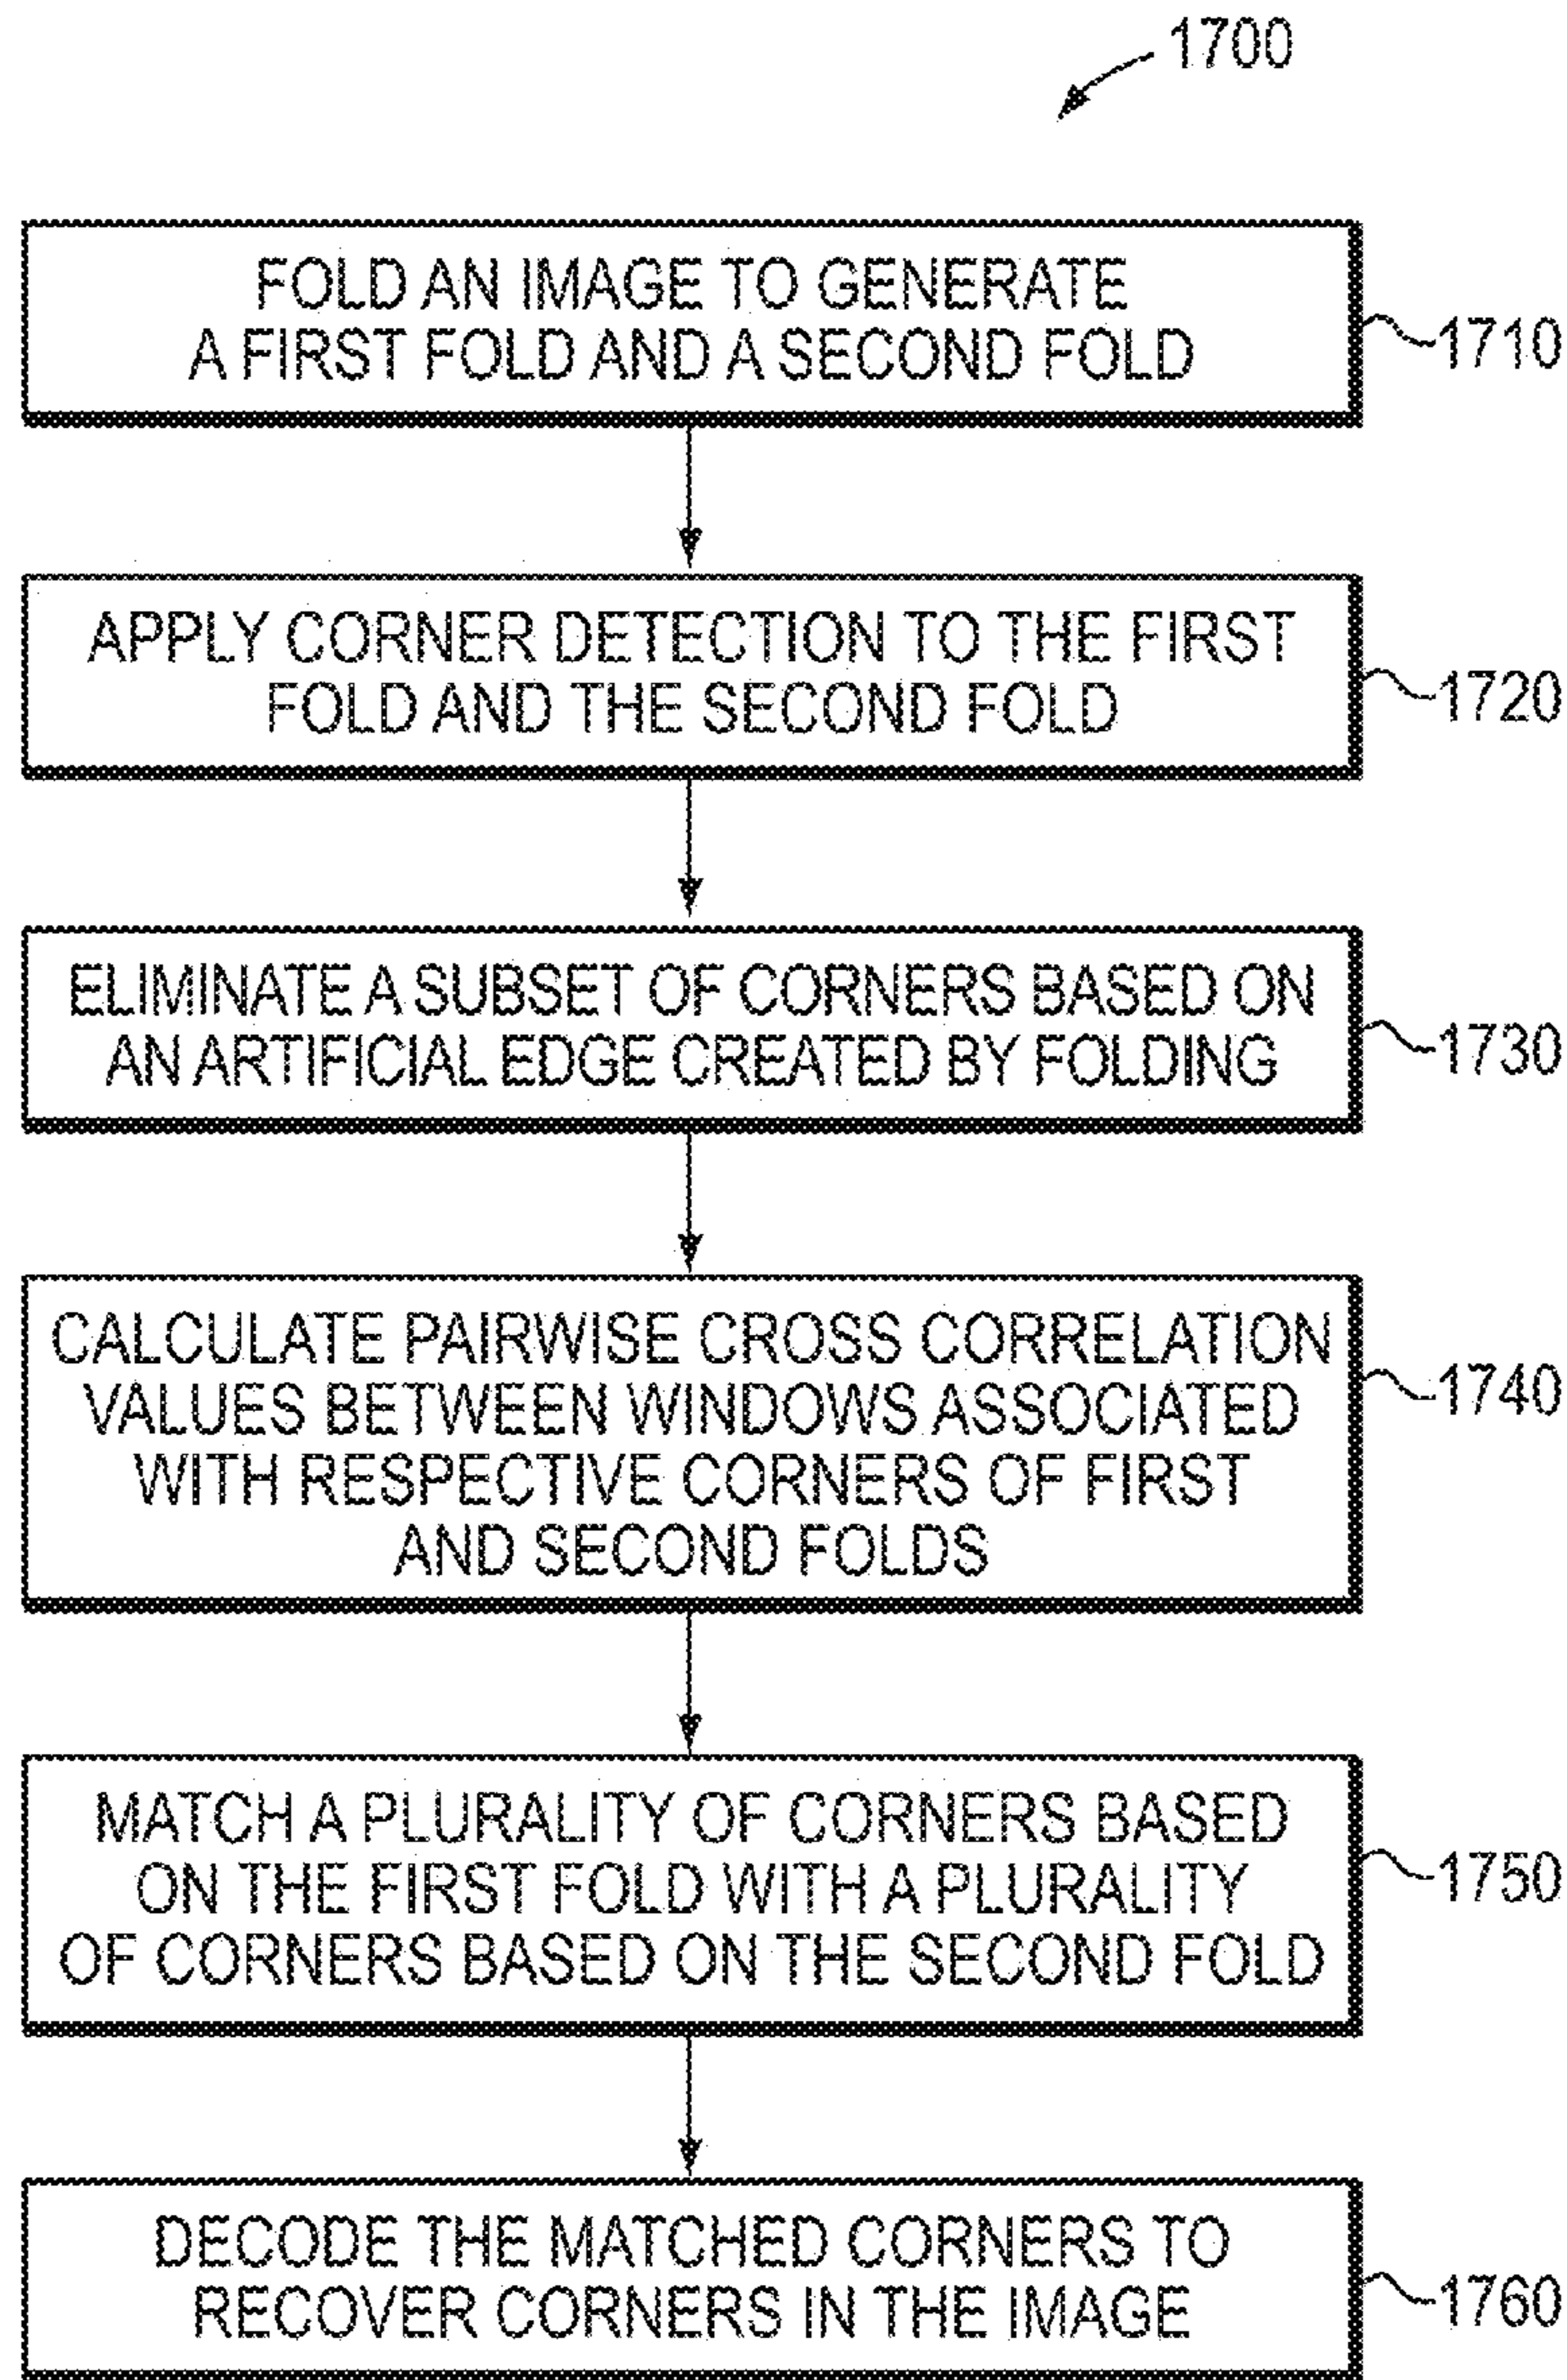 1700
FOLD AN IMAGE TO GENERATE
A FIRST FOLD AND A SECOND FOLD
1710
APPLY CORNER DETECTION TO THE FIRST
FOLD AND THE SECOND FOLD
1720
ELIMINATE A SUBSET OF CORNERS BASED ON
AN ARTIFICIAL EDGE CREATED BY FOLDING
1730
CALCULATE PAIRWISE CROSS CORRELATION
VALUES BETWEEN WINDOWS ASSOCIATED
WITH RESPECTIVE CORNERS OF FIRST
AND SECOND FOLDS
1740
MATCH A PLURALITY OF CORNERS BASED
ON THE FIRST FOLD WITH A PLURALITY
OF CORNERS BASED ON THE SECOND FOLD
1750
DECODE THE MATCHED CORNERS TO
RECOVER CORNERS IN THE IMAGE
1760